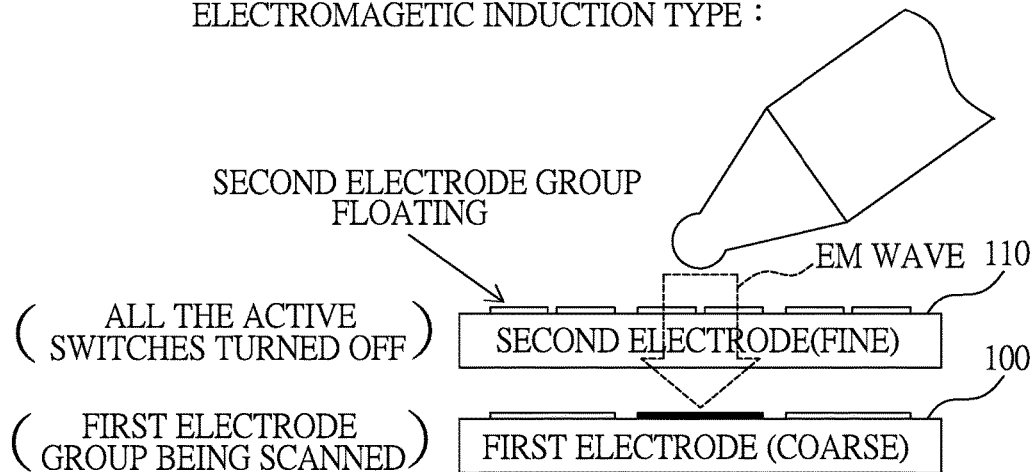 ELECTROMAGETIC INDUCTION TYPE :
SECOND ELECTRODE GROUP
FLOATING
EM WAVE
110
( ALL THE ACTIVE
SWITCHES TURNED OFF )
SECOND ELECTRODE(FINE)
100
( FIRST ELECTRODE
GROUP BEING SCANNED )
FIRST ELECTRODE (COARSE)